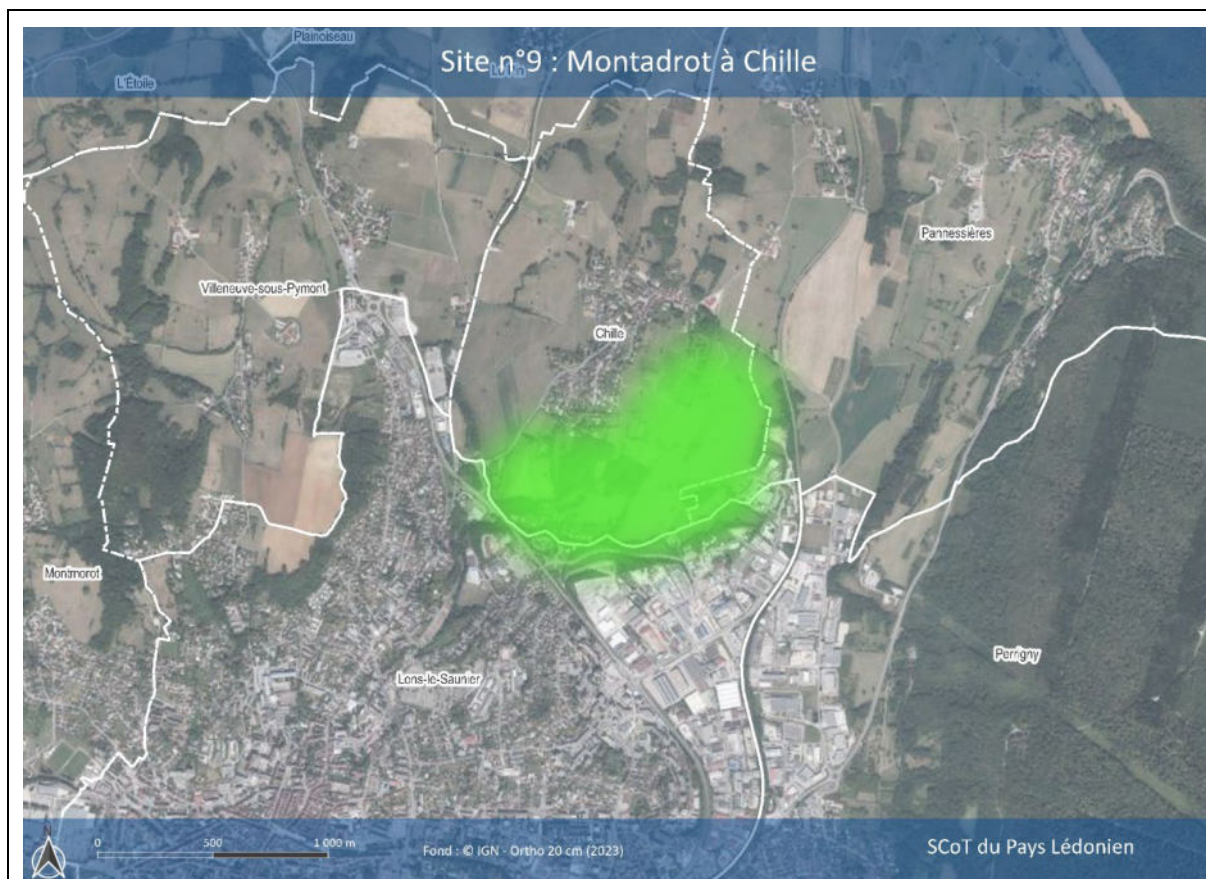 Plainoiseau
Site n°9 : Montadrot à Chille
L'Étoile
Pannessières
Villeneuve-sous-Pymont
Chille
Montmorot
Perrigny
Lons-le-Saunier
N
0 500 1 000 m
Fond : © IGN - Ortho 20 cm (2023)
SCoT du Pays Lédonien